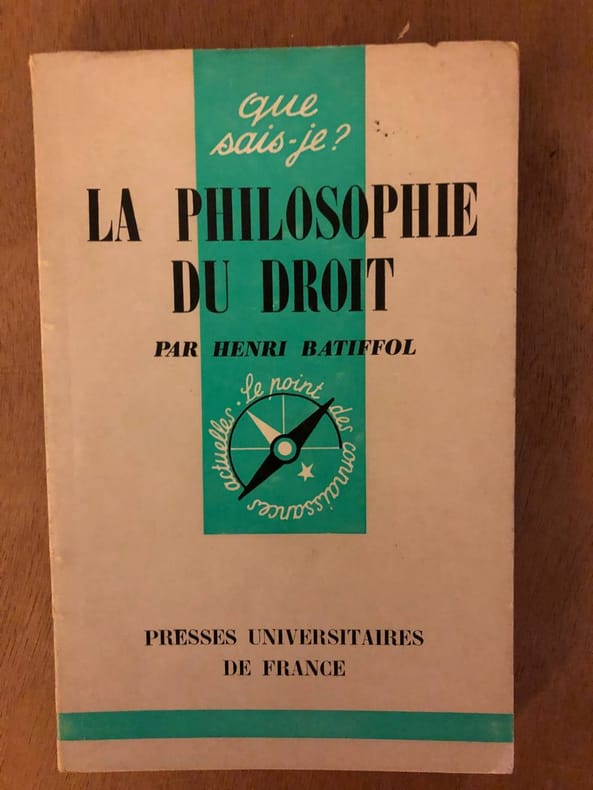 que
sais-je?
LA PHILOSOPHIE
DU DROIT
PAR HENRI BATIFFOL
Le point des connaissances actuelles.
PRESSES UNIVERSITAIRES
DE FRANCE